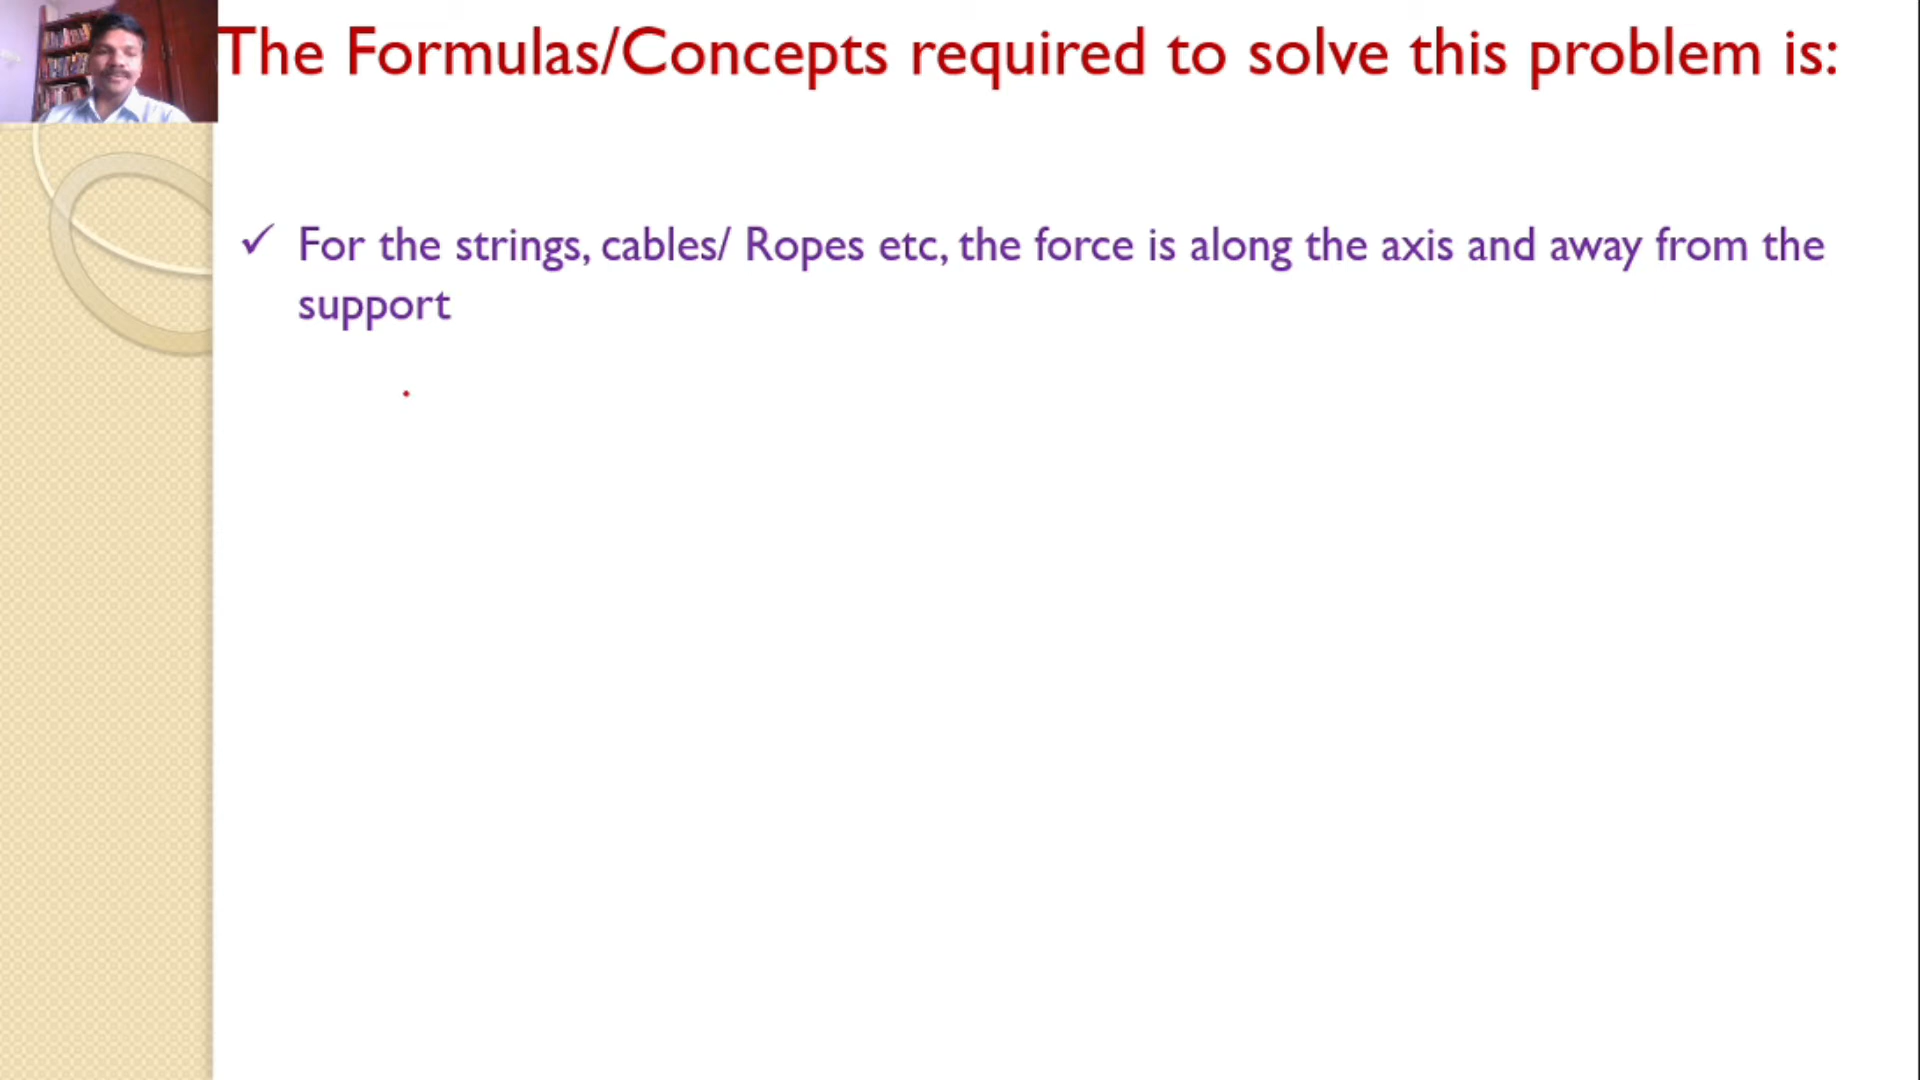 The Formulas/Concepts required to solve this problem is:
✓ For the strings, cables/ Ropes etc, the force is along the axis and away from the
support